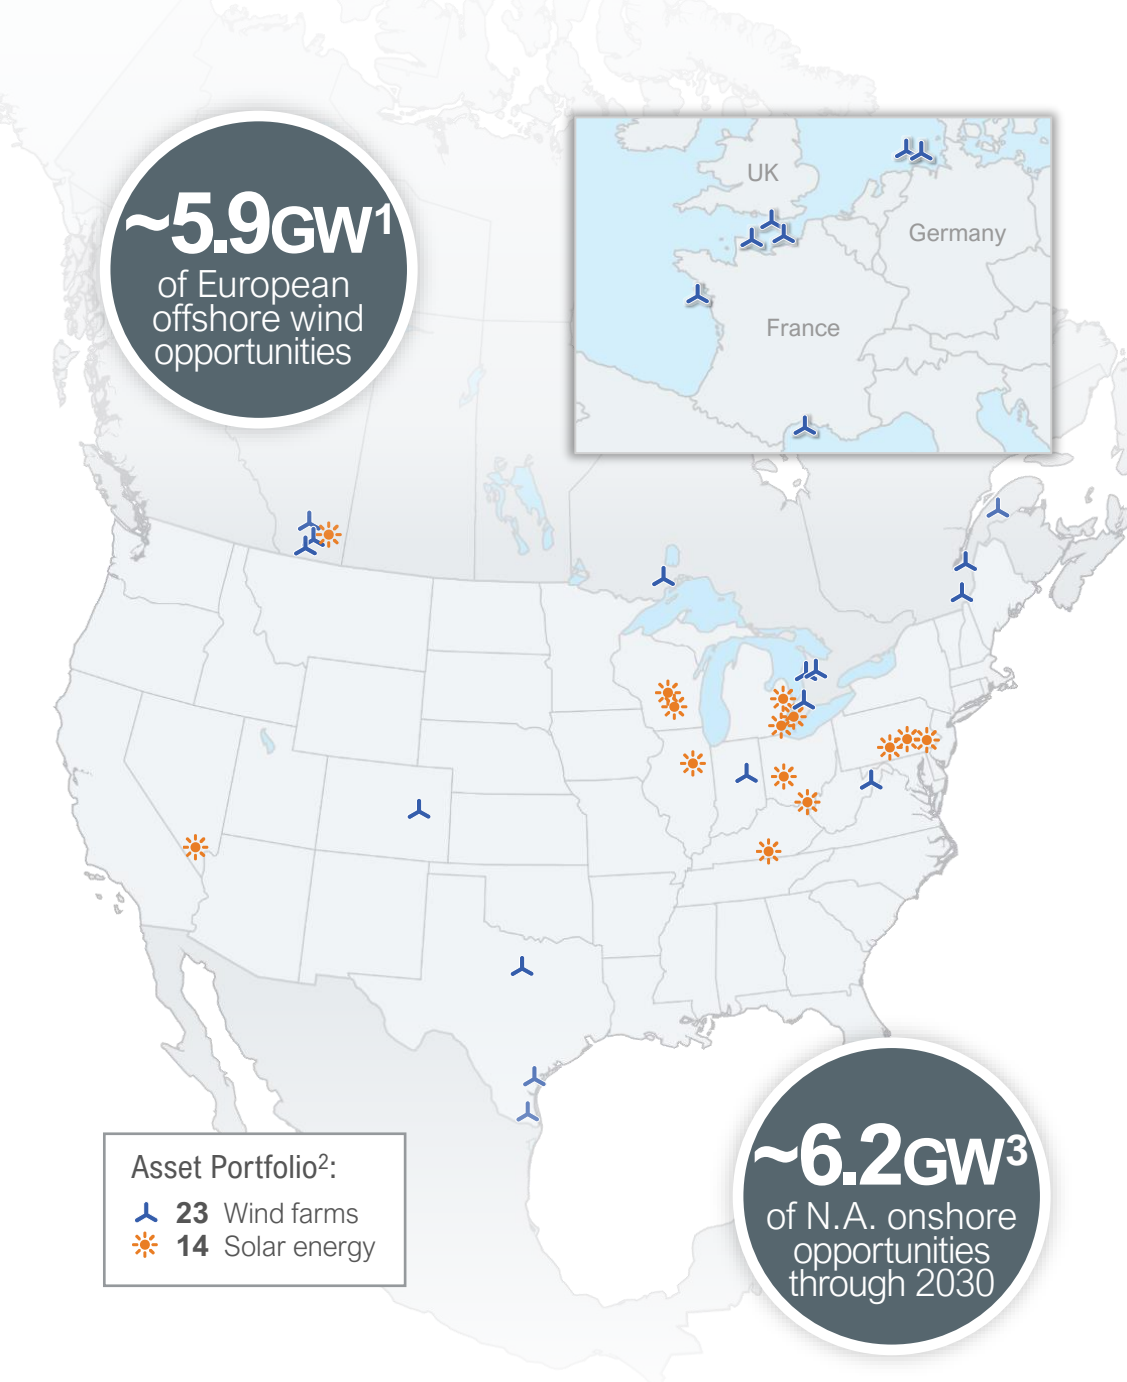 ~5.9GW¹
of European
offshore wind
opportunities
UK
Germany
France
Asset Portfolio²:
23 Wind farms
14 Solar energy
~6.2GW³
of N.A. onshore
opportunities
through 2030